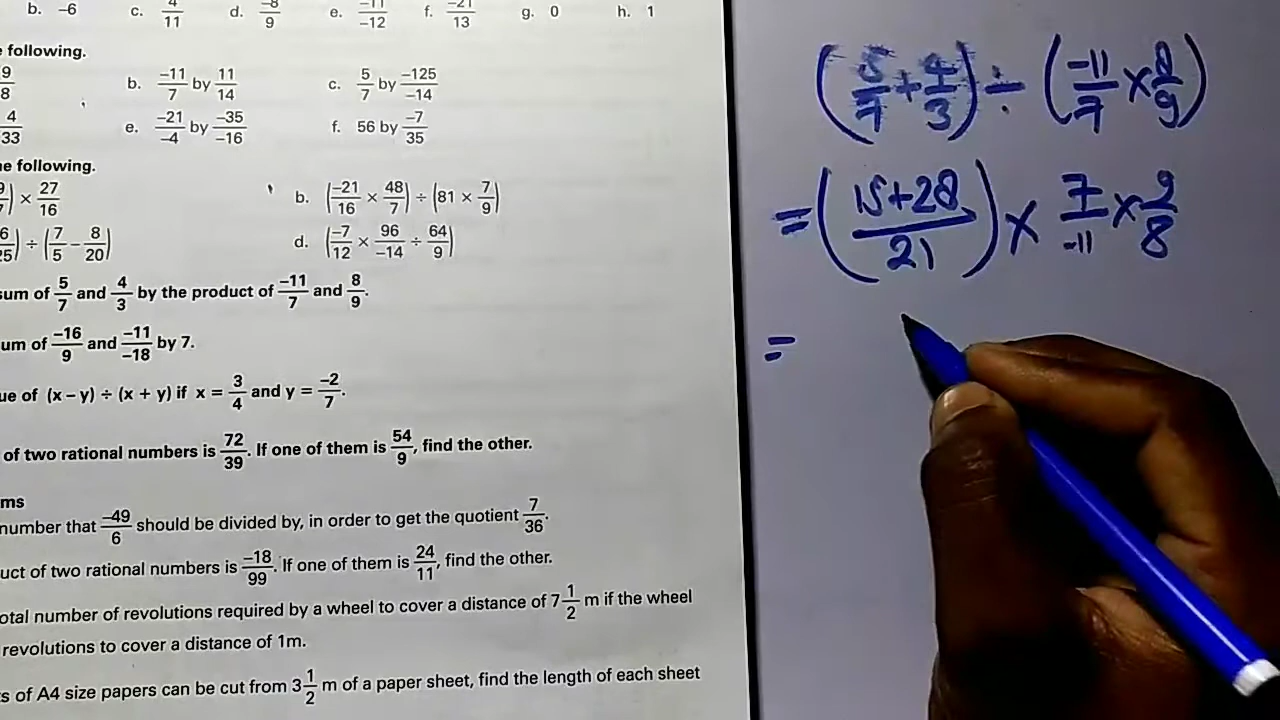 b. –6 c. 4/11 d. –8/9 e. –11/–12 f. –21/13 g. 0 h. 1
following.
9/8 b. –11/7 by 11/14 c. 5/7 by –125/–14
4/33 e. –21/–4 by –35/–16 f. 56 by –7/35
e following.
) × 27/16 b. (–21/16 × 48/7) ÷ (81 × 7/9)
) ÷ (7/5 – 8/20) d. (–7/12 × 96/–14 ÷ 64/9)
sum of 5/7 and 4/3 by the product of –11/7 and 8/9.
um of –16/9 and –11/–18 by 7.
ue of (x – y) ÷ (x + y) if x = 3/4 and y = –2/7.
of two rational numbers is 72/39. If one of them is 54/9, find the other.
ms
number that –49/6 should be divided by, in order to get the quotient 7/36.
uct of two rational numbers is –18/99. If one of them is 24/11, find the other.
otal number of revolutions required by a wheel to cover a distance of 7 1/2 m if the wheel
revolutions to cover a distance of 1m.
s of A4 size papers can be cut from 3 1/2 m of a paper sheet, find the length of each sheet
(5/7 + 4/3) ÷ (–11/7 × 8/9)
= (15+28/21) × 7/–11 × 9/8
=